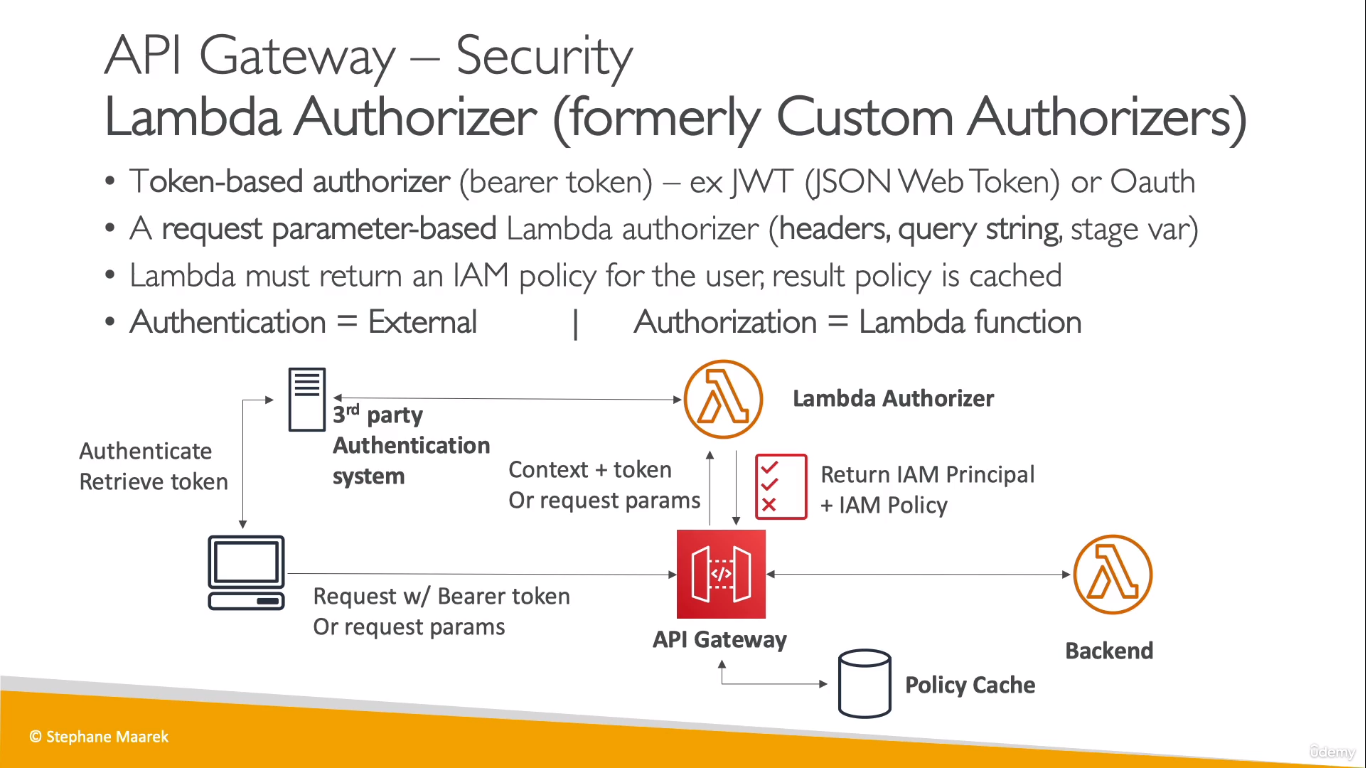 API Gateway – Security
Lambda Authorizer (formerly Custom Authorizers)
• Token-based authorizer (bearer token) – ex JWT (JSON Web Token) or Oauth
• A request parameter-based Lambda authorizer (headers, query string, stage var)
• Lambda must return an IAM policy for the user, result policy is cached
• Authentication = External | Authorization = Lambda function
3rd party
Authentication
system
Lambda Authorizer
Authenticate
Retrieve token
Context + token
Or request params
Return IAM Principal
+ IAM Policy
</>
Request w/ Bearer token
Or request params
API Gateway
Backend
Policy Cache
© Stephane Maarek
ûdemy